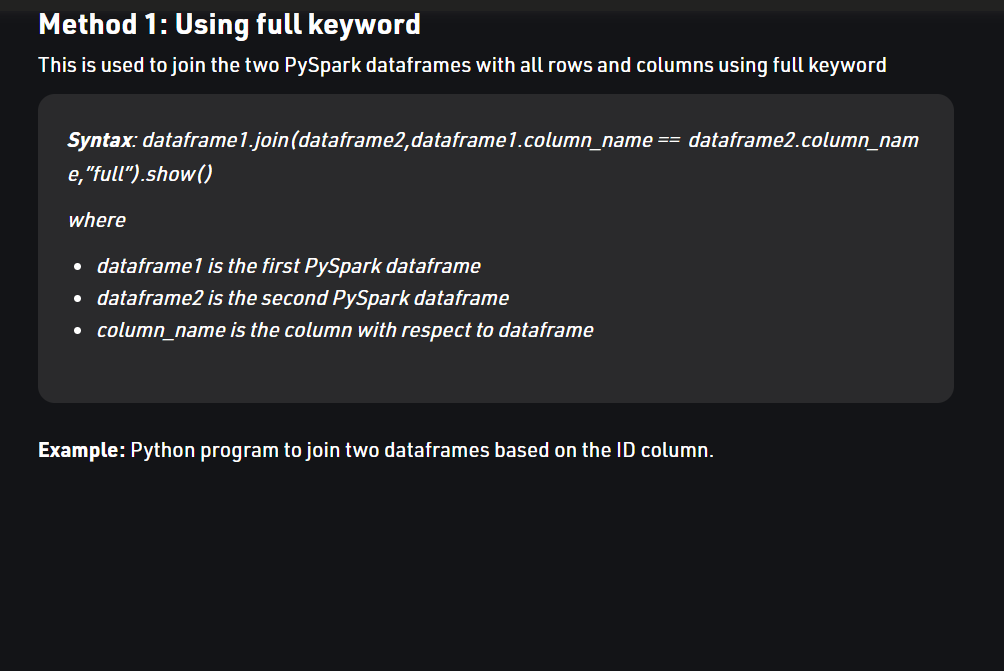 Method 1: Using full keyword
This is used to join the two PySpark dataframes with all rows and columns using full keyword
Syntax: dataframe1.join(dataframe2,dataframe1.column_name == dataframe2.column_nam
e,”full”).show()
where
• dataframe1 is the first PySpark dataframe
• dataframe2 is the second PySpark dataframe
• column_name is the column with respect to dataframe
Example: Python program to join two dataframes based on the ID column.